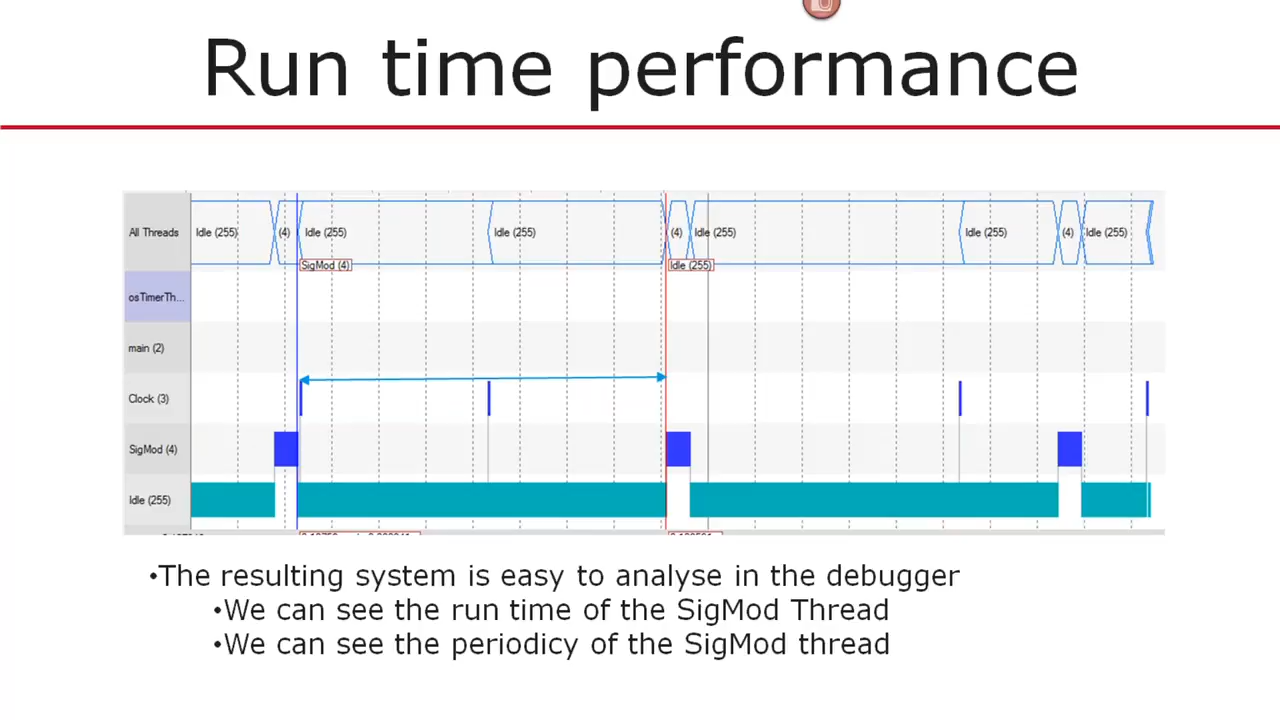 Run time performance
All Threads
Idle (255)
(4)
Idle (255)
Idle (255)
(4)
Idle (255)
Idle (255)
(4)
Idle (255)
SigMod (4)
Idle (255)
osTimerTh...
main (2)
Clock (3)
SigMod (4)
Idle (255)
•The resulting system is easy to analyse in the debugger
•We can see the run time of the SigMod Thread
•We can see the periodicy of the SigMod thread